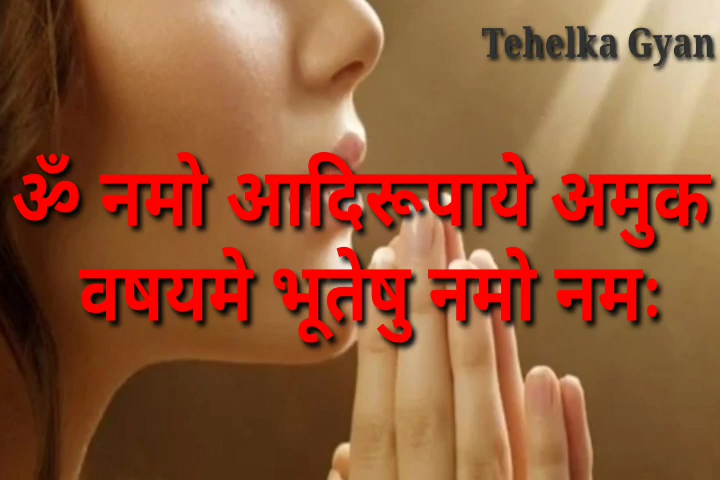 Tehelka Gyan
ॐ नमो आदिरूपाये अमुक
वषयमे भूतेषु नमो नमः